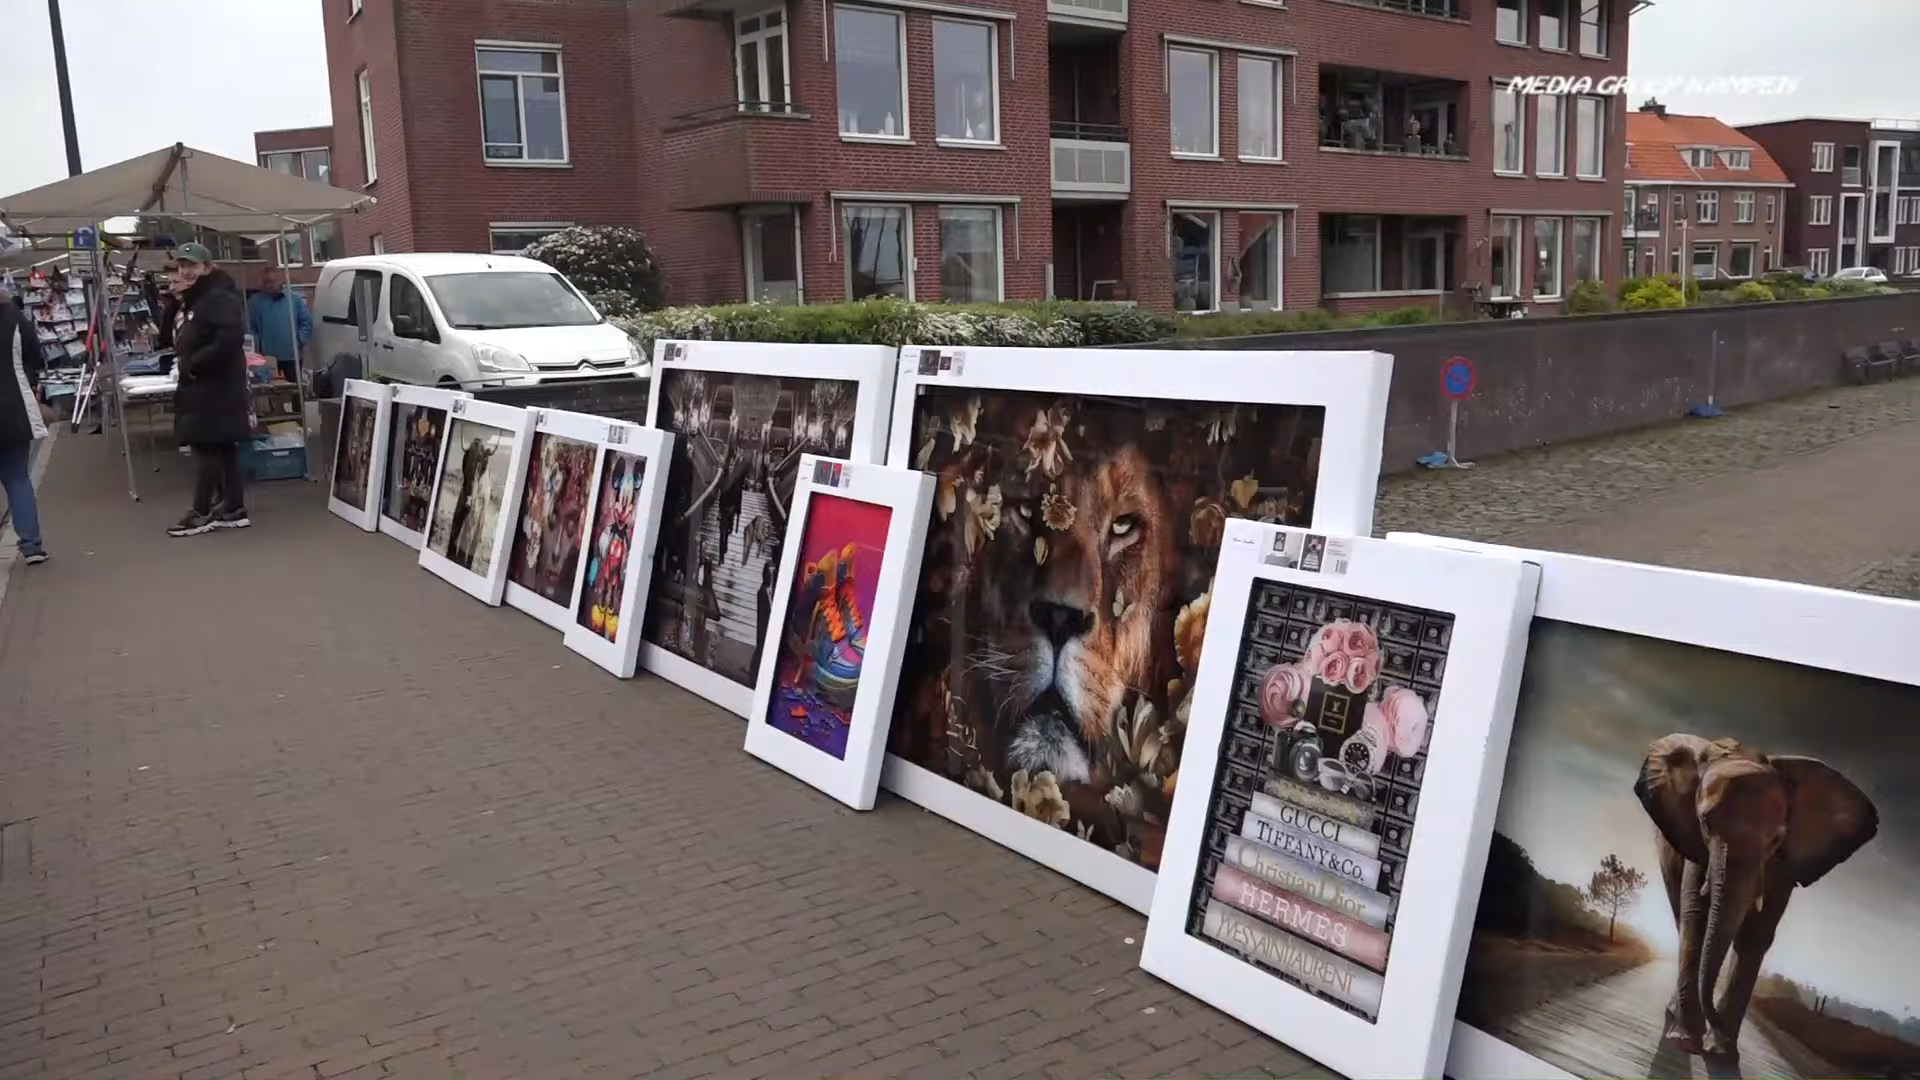 MEDIA GROEP KAMPEN
GUCCI
TIFFANY&CO.
Christian Dior
HERMÈS
YVESSAINTLAURENT